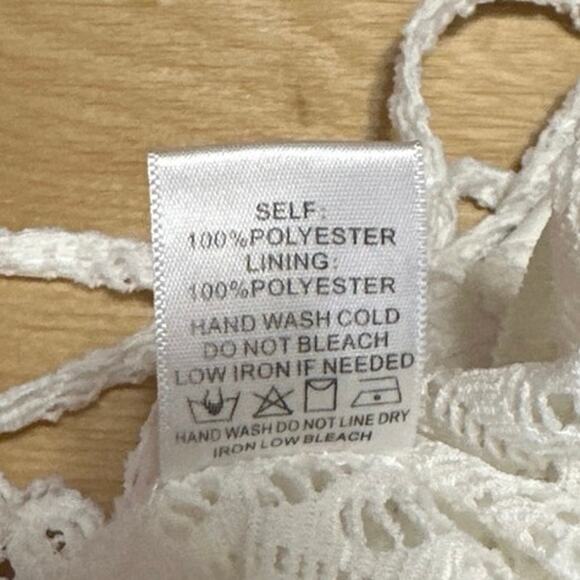 SELF:
100%POLYESTER
LINING:
100%POLYESTER
HAND WASH COLD
DO NOT BLEACH
LOW IRON IF NEEDED
HAND WASH DO NOT LINE DRY
IRON LOW BLEACH